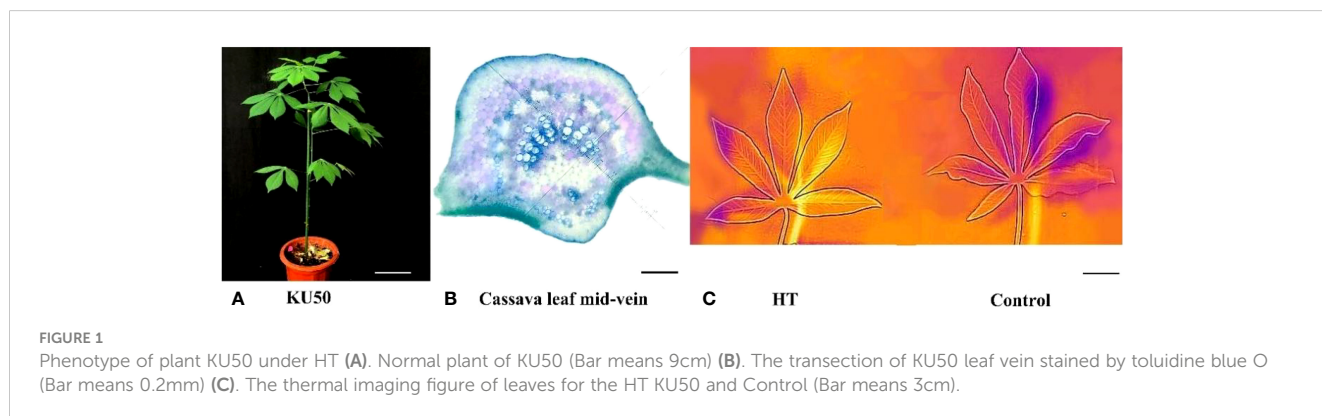 A KU50
B Cassava leaf mid-vein
C HT Control
FIGURE 1
Phenotype of plant KU50 under HT (A). Normal plant of KU50 (Bar means 9cm) (B). The transection of KU50 leaf vein stained by toluidine blue O
(Bar means 0.2mm) (C). The thermal imaging figure of leaves for the HT KU50 and Control (Bar means 3cm).